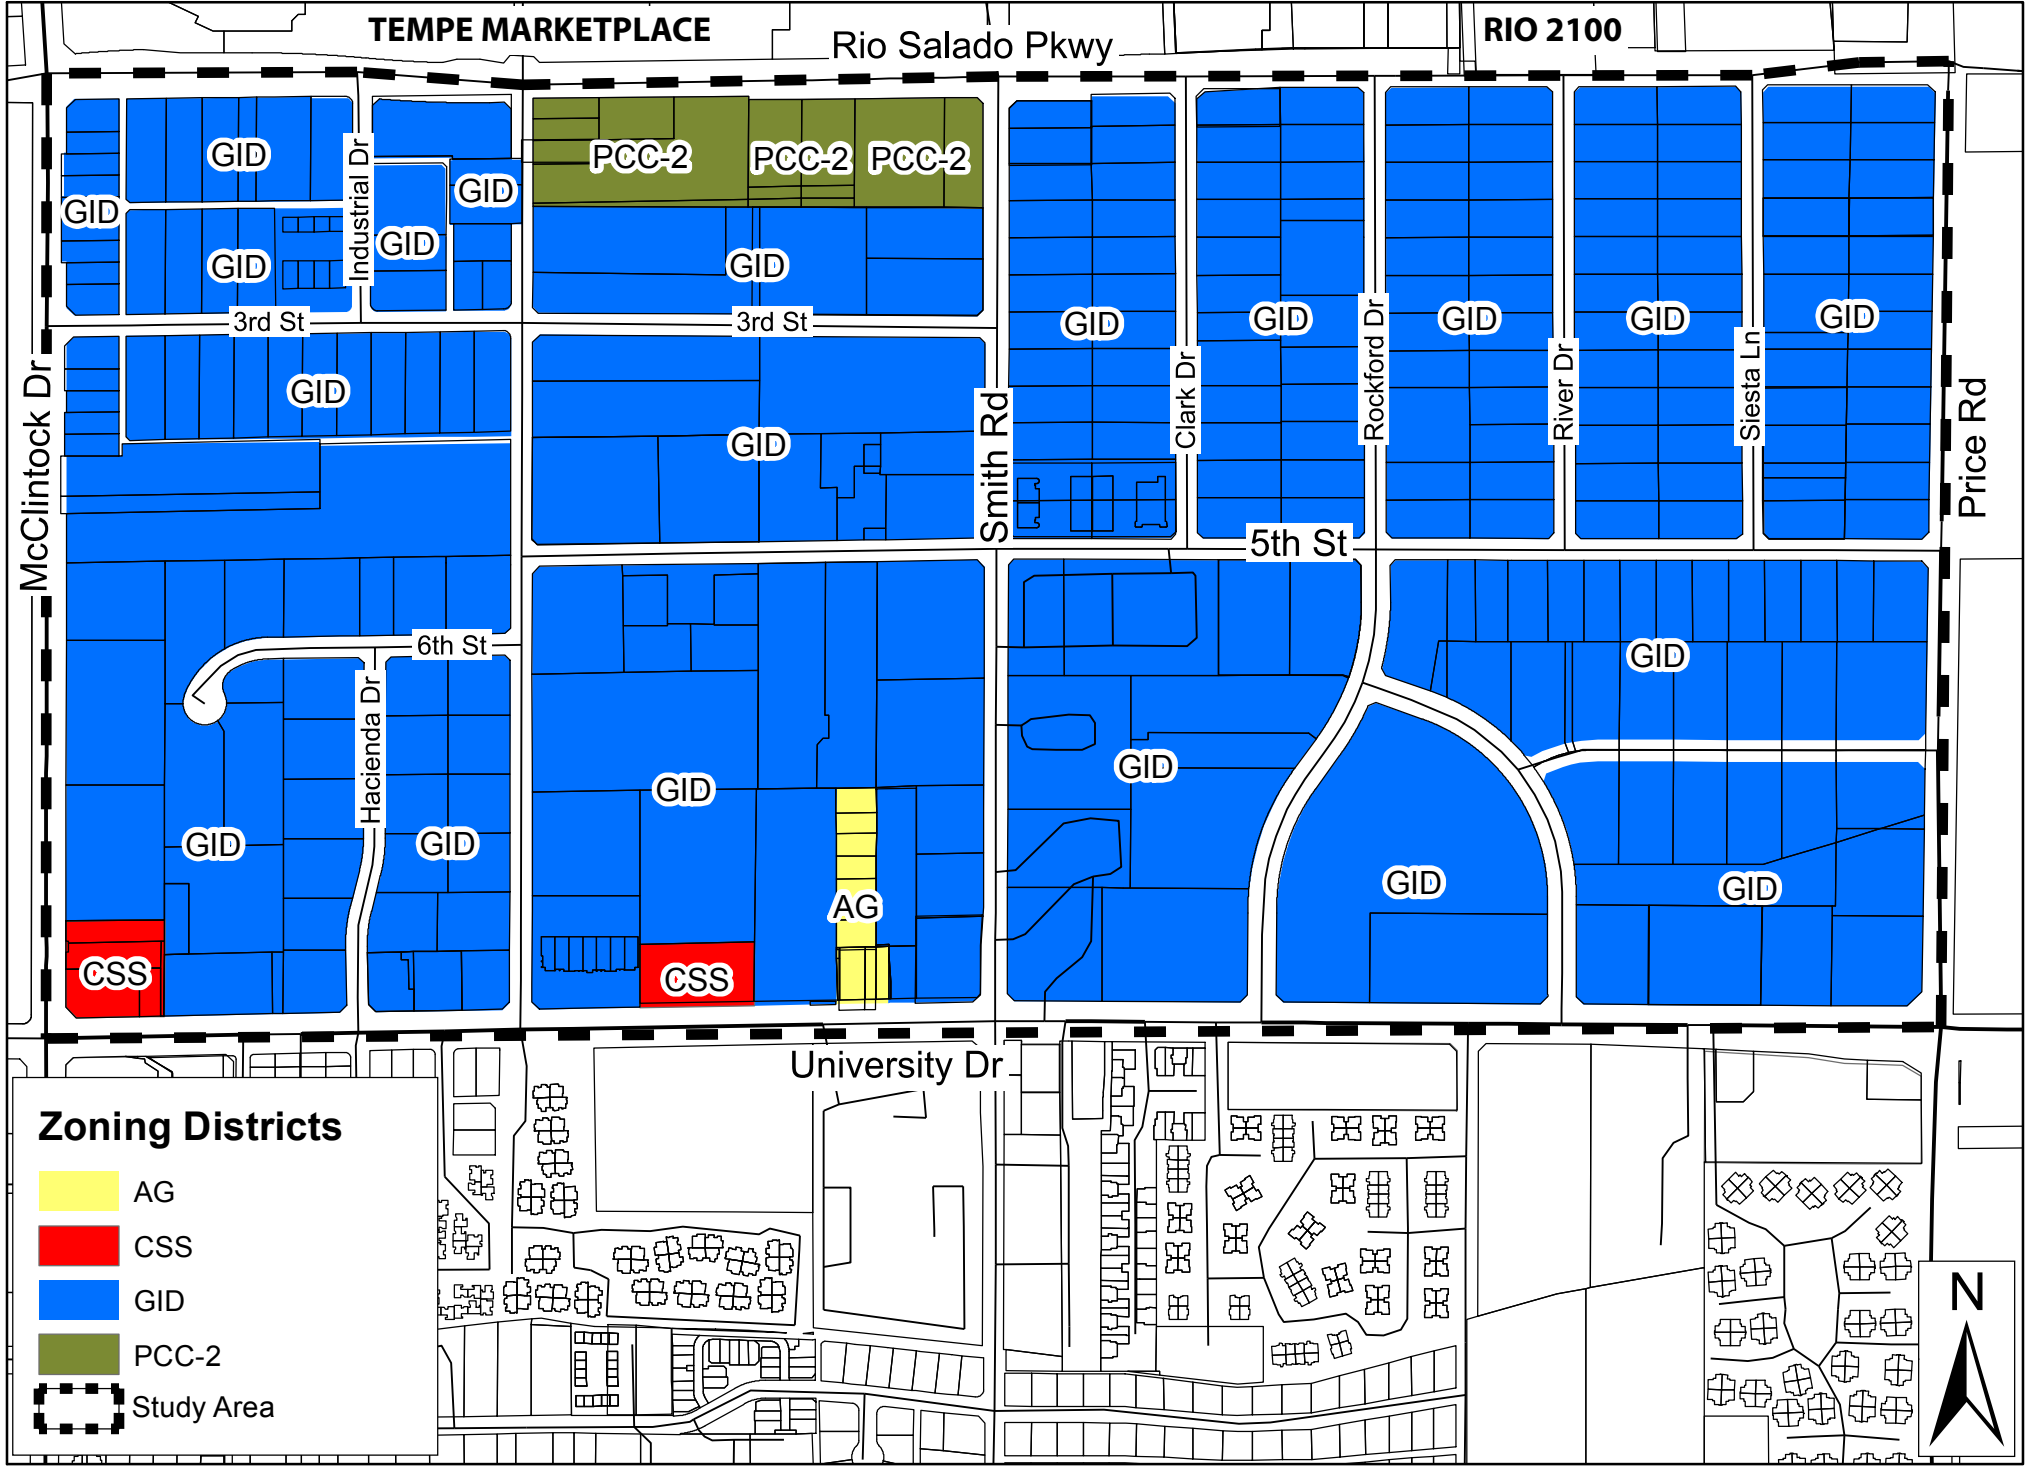 TEMPE MARKETPLACE
RIO 2100
Rio Salado Pkwy
GID
PCC-2
PCC-2
PCC-2
Industrial Dr
GID
GID
GID
GID
GID
3rd St
3rd St
GID
GID
GID
GID
GID
McClintock Dr
GID
GID
Smith Rd
Clark Dr
Rockford Dr
River Dr
Siesta Ln
Price Rd
5th St
6th St
GID
Hacienda Dr
GID
GID
GID
GID
GID
GID
AG
CSS
CSS
University Dr
Zoning Districts
AG
CSS
GID
PCC-2
Study Area
N